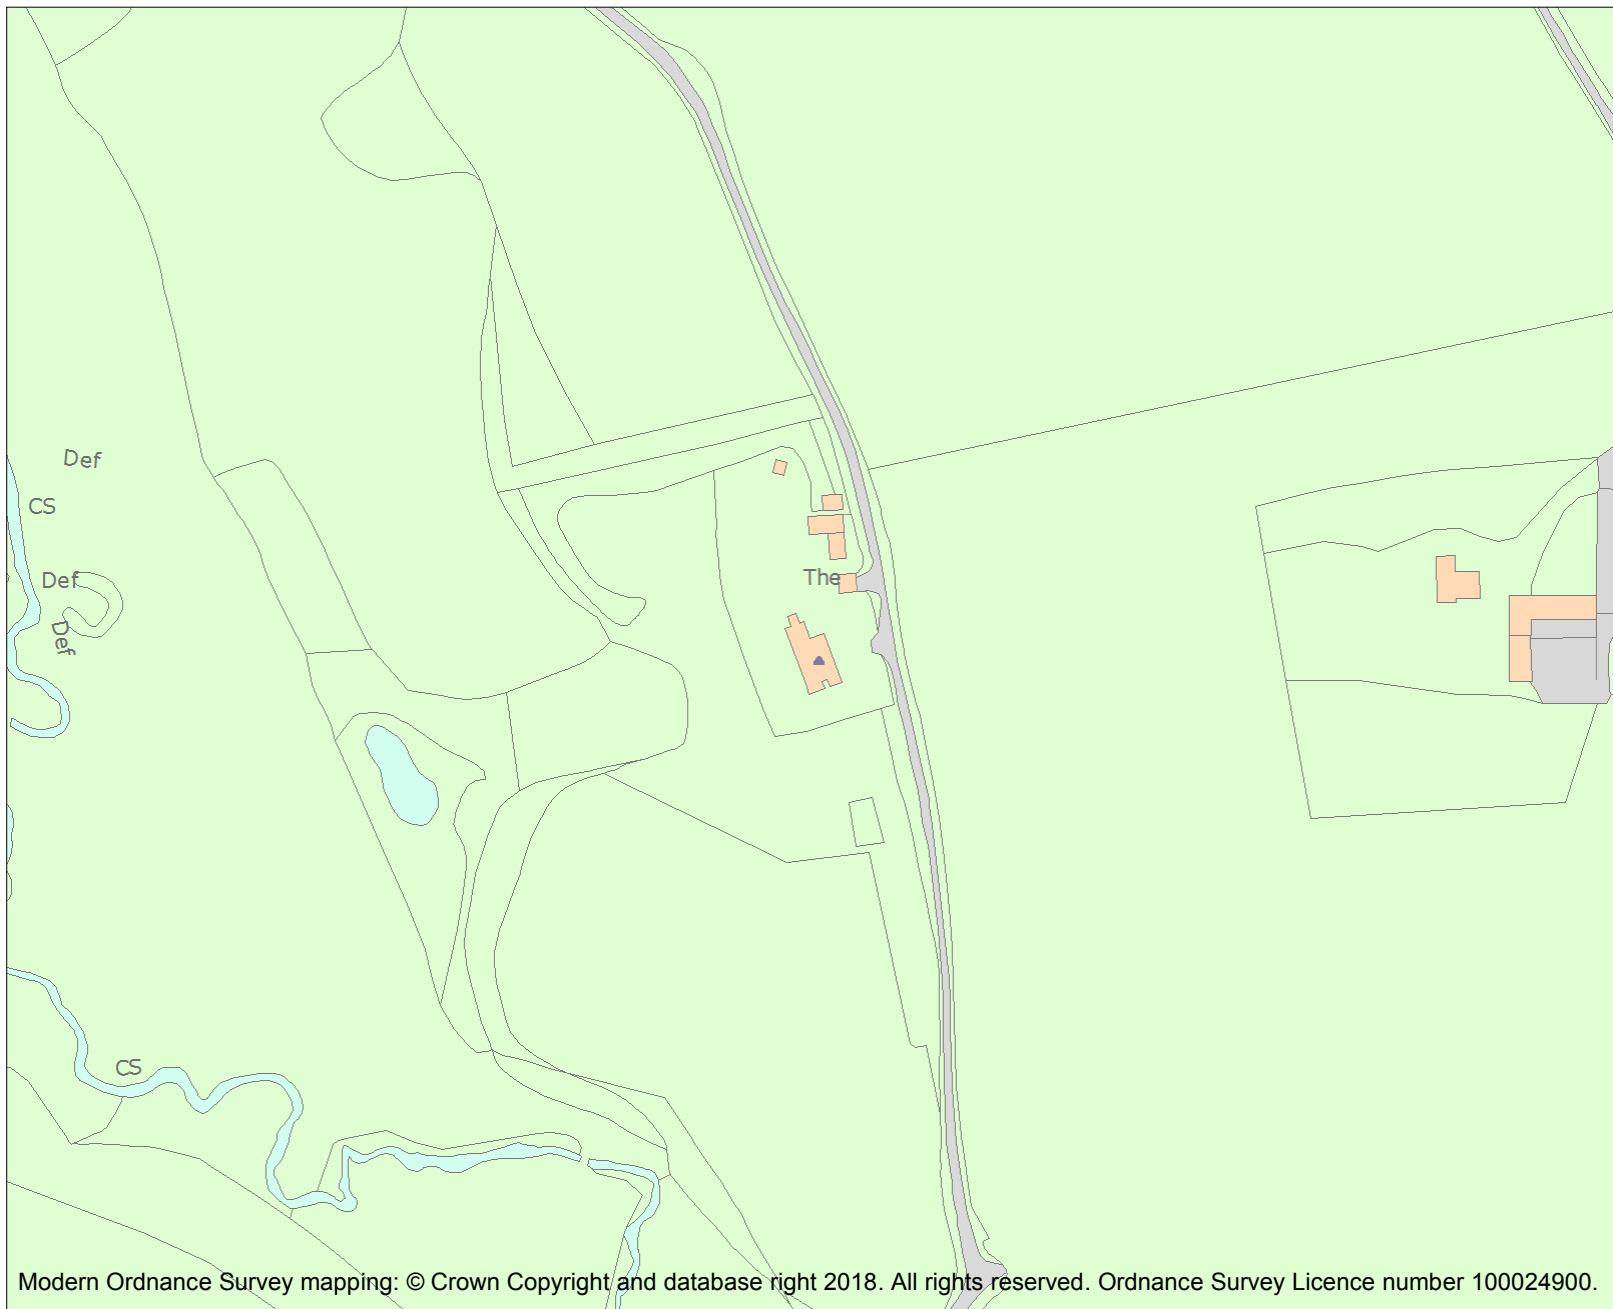 Def
CS
Def
The
Def
CS
Modern Ordnance Survey mapping: © Crown Copyright and database right 2018. All rights reserved. Ordnance Survey Licence number 100024900.